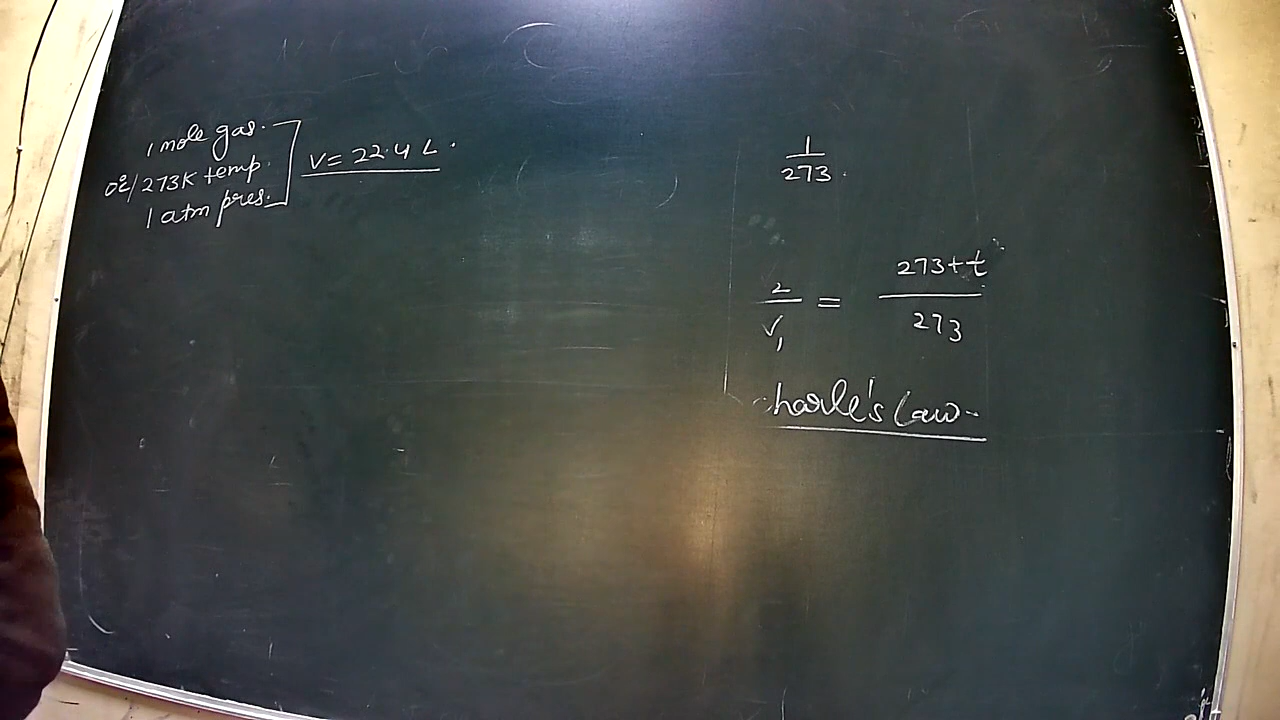 1 mole gas.
0°/273K temp.
1 atm pres.
V = 22.4 L.
1
273.
2 = 273+t
V1 273
harle's Law.